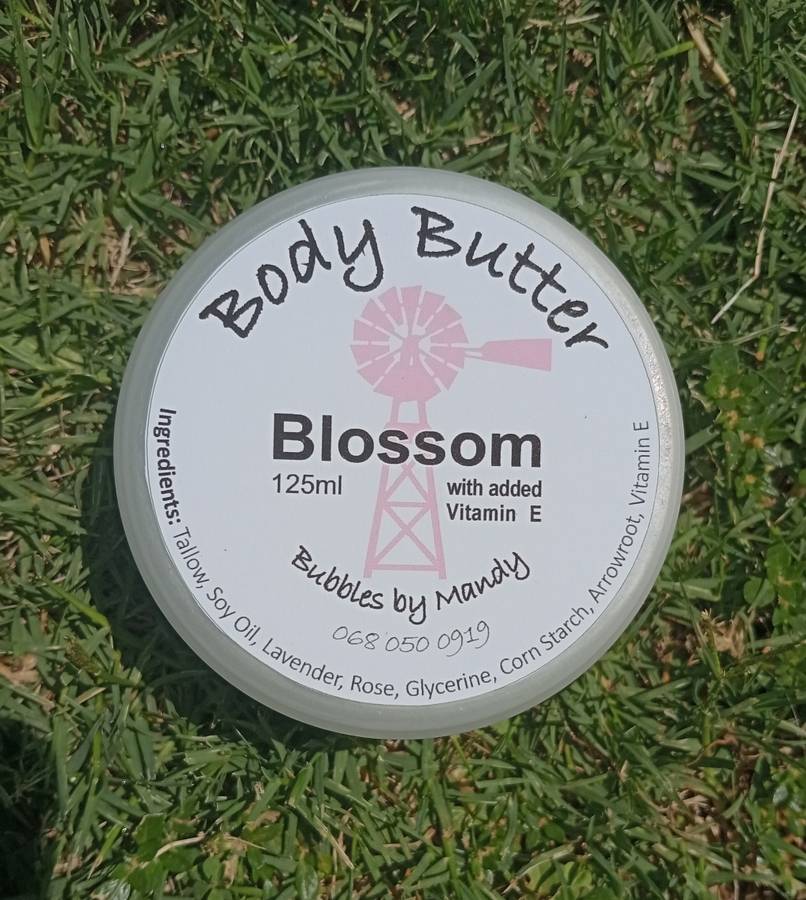 Body Butter
Blossom
125ml
with added
Vitamin E
Bubbles by Mandy
068 050 0919
Ingredients: Tallow, Soy Oil, Lavender, Rose, Glycerine, Corn Starch, Arrowroot, Vitamin E